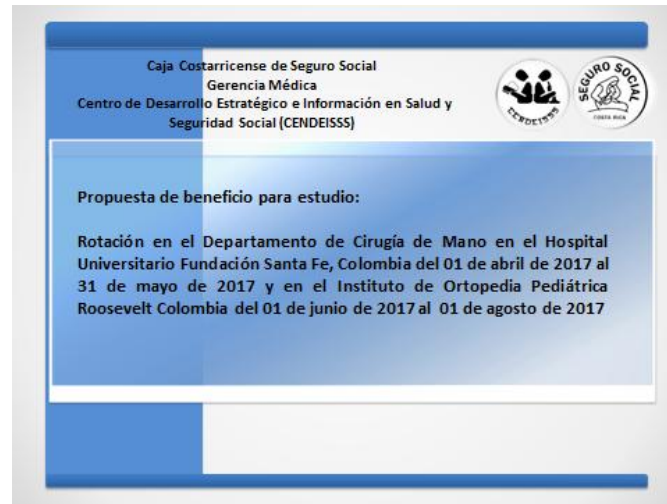 Caja Costarricense de Seguro Social
Gerencia Médica
Centro de Desarrollo Estratégico e Información en Salud y
Seguridad Social (CENDEISSS)
CENDEISSS
SEGURO SOCIAL
COSTA RICA
Propuesta de beneficio para estudio:
Rotación en el Departamento de Cirugía de Mano en el Hospital
Universitario Fundación Santa Fe, Colombia del 01 de abril de 2017 al
31 de mayo de 2017 y en el Instituto de Ortopedia Pediátrica
Roosevelt Colombia del 01 de junio de 2017 al 01 de agosto de 2017